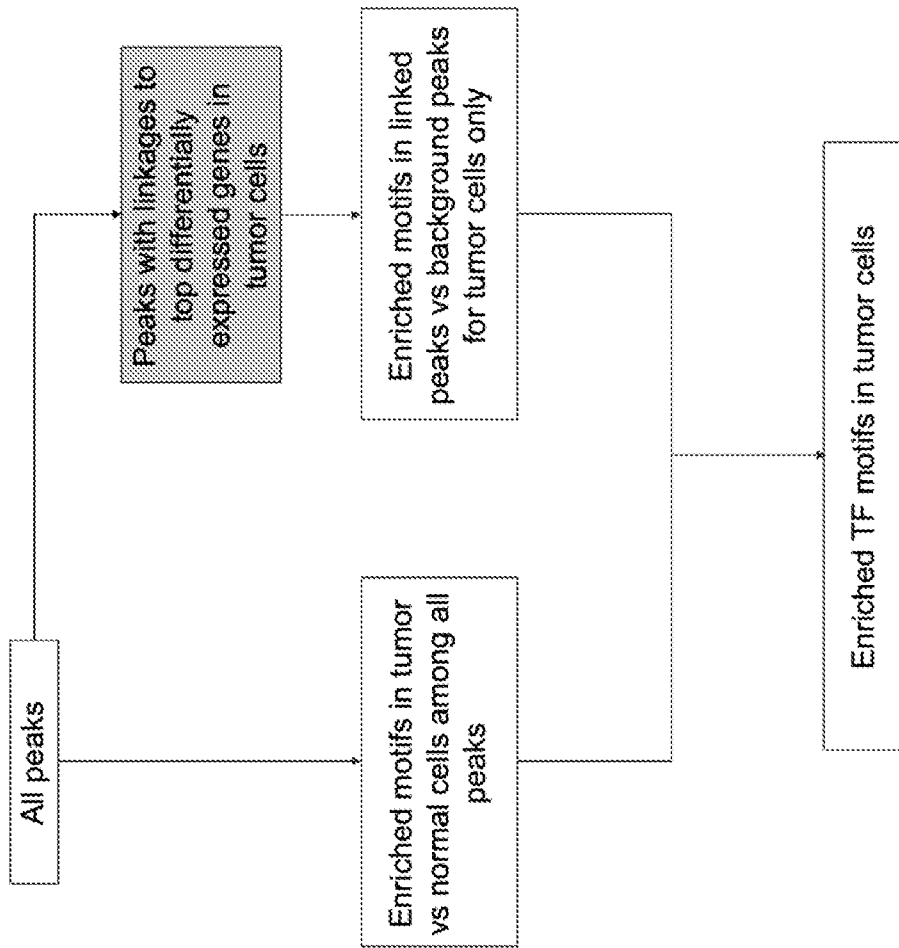 All peaks
Peaks with linkages to
top differentially
expressed genes in
tumor cells
Enriched motifs in tumor
vs normal cells among all
peaks
Enriched motifs in linked
peaks vs background peaks
for tumor cells only
Enriched TF motifs in tumor cells